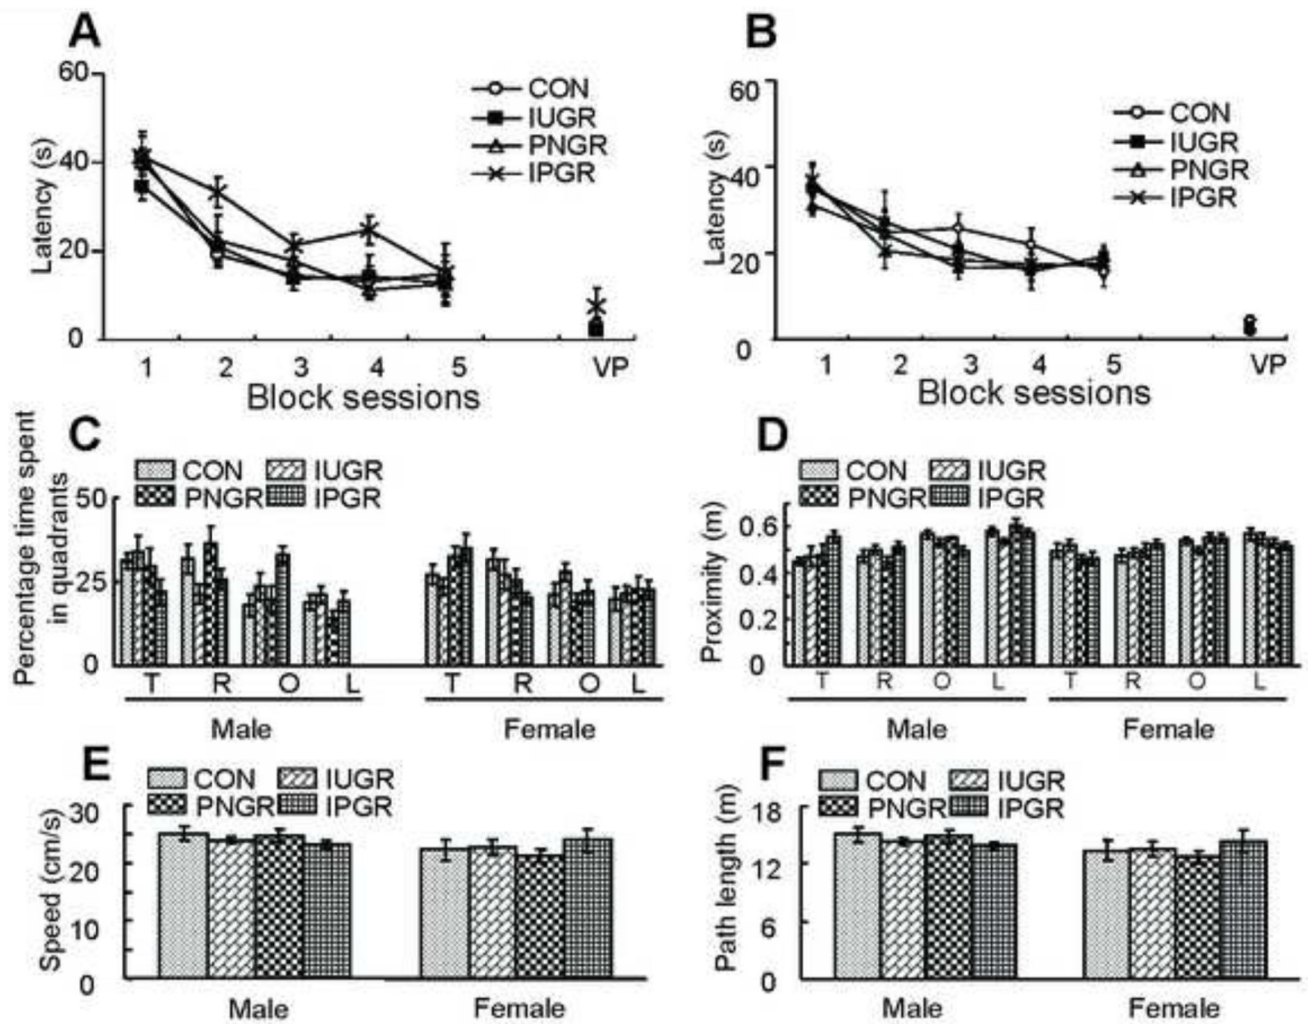 A
60
40
20
0
Latency (s)
CON
IUGR
PNGR
IPGR
1 2 3 4 5 VP
Block sessions
B
60
40
20
0
Latency (s)
CON
IUGR
PNGR
IPGR
1 2 3 4 5 VP
Block sessions
C
Percentage time spent
in quadrants
CON IUGR
PNGR IPGR
50
25
0
T R O L T R O L
Male Female
D
Proximity (m)
CON IUGR
PNGR IPGR
0.6
0.4
0.2
0
T R O L T R O L
Male Female
E
Speed (cm/s)
CON IUGR
PNGR IPGR
30
20
10
0
Male Female
F
Path length (m)
CON IUGR
PNGR IPGR
18
12
6
0
Male Female